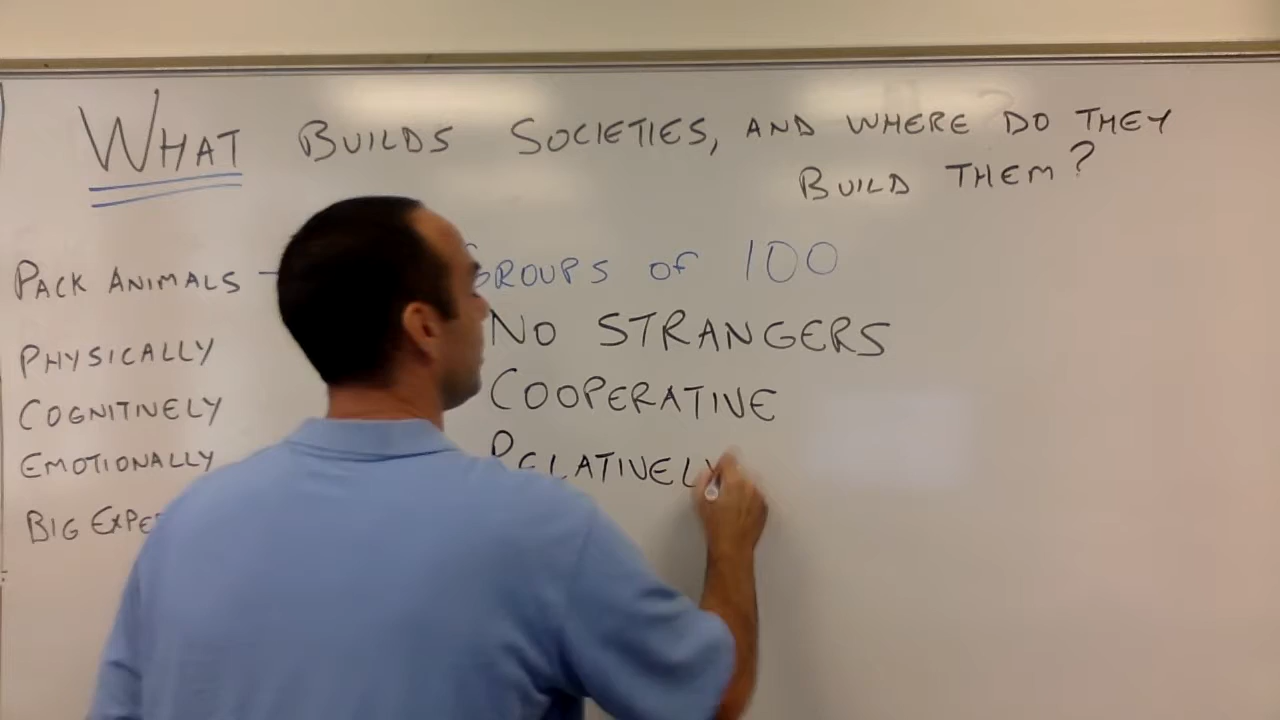 WHAT BUILDS SOCIETIES, AND WHERE DO THEY
BUILD THEM?
PACK ANIMALS - GROUPS OF 100
NO STRANGERS
PHYSICALLY
COOPERATIVE
COGNITIVELY
RELATIVELY
EMOTIONALLY
BIG